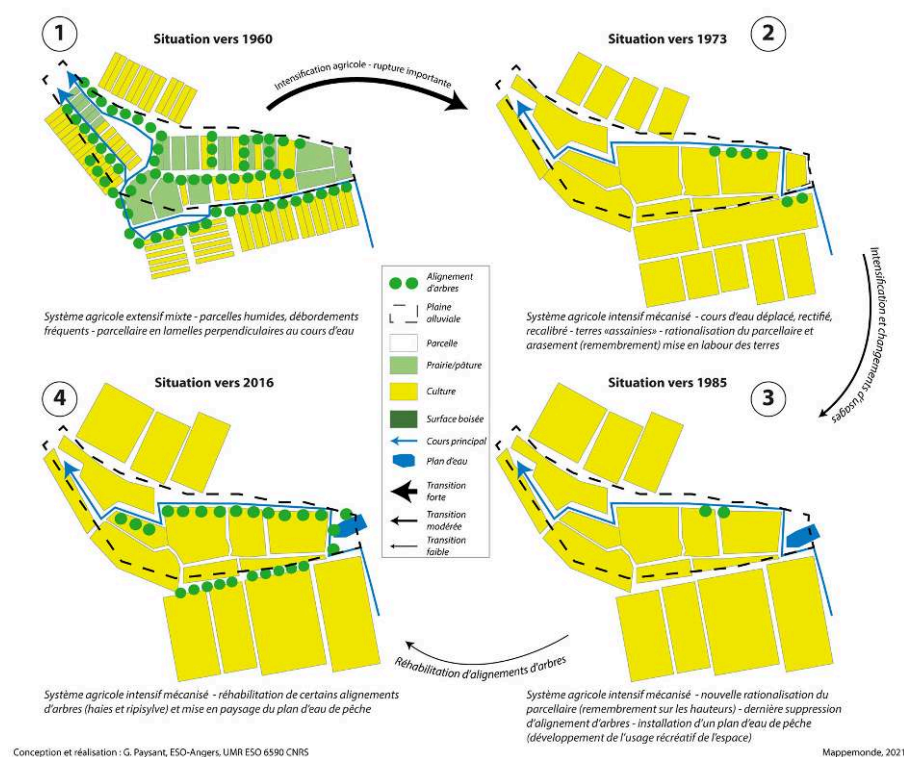 1
Situation vers 1960
Intensification agricole - rupture importante
Situation vers 1973
2
Système agricole extensif mixte - parcelles humides, débordements
fréquents - parcellaire en lamelles perpendiculaires au cours d'eau
Système agricole intensif mécanisé - cours d'eau déplacé, rectifié,
recalibré - terres «assainies» - rationalisation du parcellaire et
arasement (remembrement) mise en labour des terres
Intensification et changements d'usages
Alignement
d'arbres
Plaine
alluviale
Parcelle
Prairie/pâture
Culture
Surface boisée
Cours principal
Plan d'eau
Transition
forte
Transition
modérée
Transition
faible
4
Situation vers 2016
Situation vers 1985
3
Réhabilitation d'alignements d'arbres
Système agricole intensif mécanisé - réhabilitation de certains alignements
d'arbres (haies et ripisylve) et mise en paysage du plan d'eau de pêche
Système agricole intensif mécanisé - nouvelle rationalisation du
parcellaire (remembrement sur les hauteurs) - dernière suppression
d'alignement d'arbres - installation d'un plan d'eau de pêche
(développement de l'usage récréatif de l'espace)
Conception et réalisation : G. Paysant, ESO-Angers, UMR ESO 6590 CNRS
Mappemonde, 2021